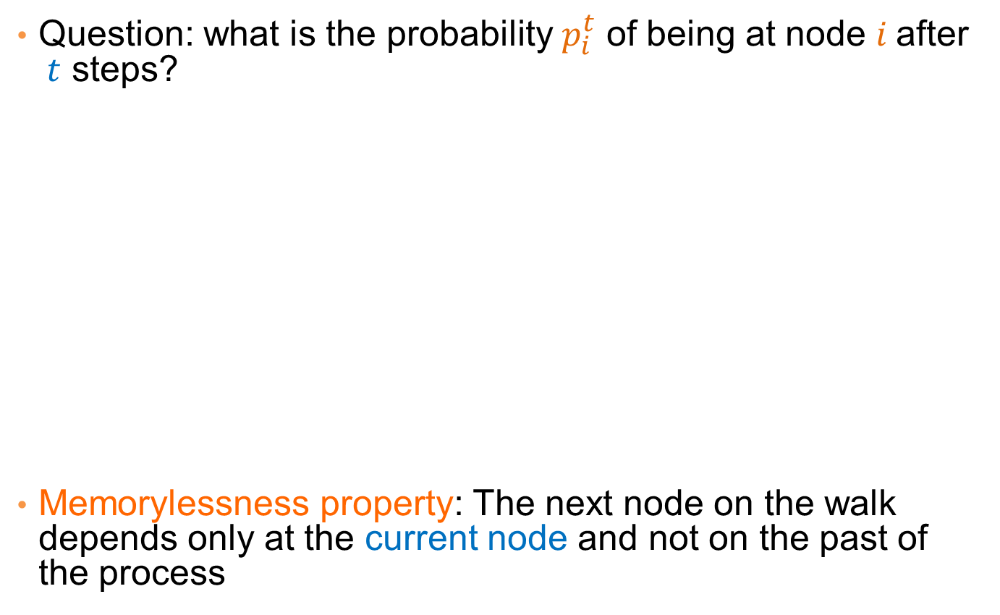 • Question: what is the probability $p_i^t$ of being at node $i$ after
$t$ steps?
• Memorylessness property: The next node on the walk
depends only at the current node and not on the past of
the process